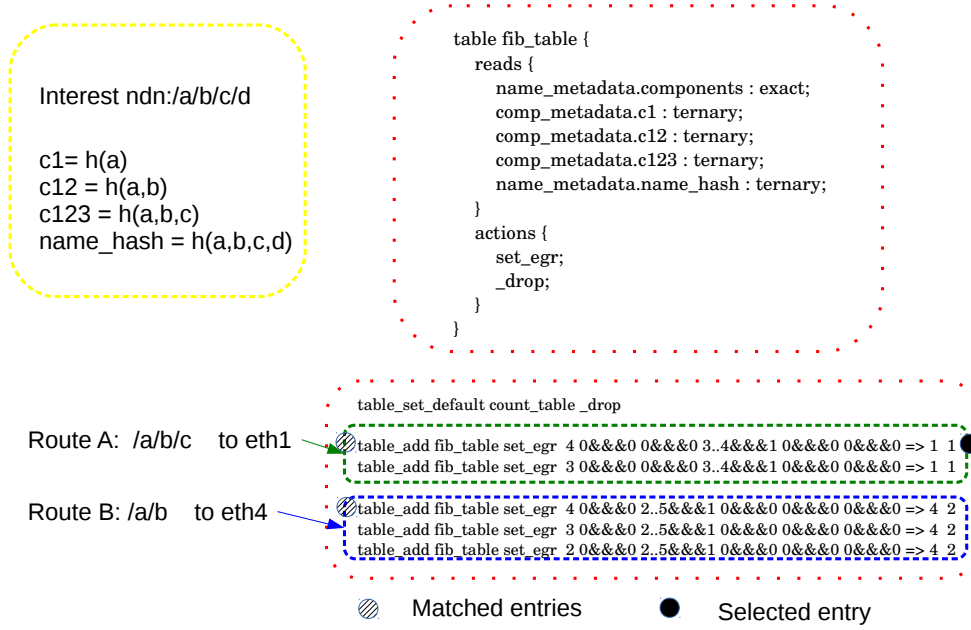 Interest ndn:/a/b/c/d
c1= h(a)
c12 = h(a,b)
c123 = h(a,b,c)
name_hash = h(a,b,c,d)
table fib_table {
reads {
name_metadata.components : exact;
comp_metadata.c1 : ternary;
comp_metadata.c12 : ternary;
comp_metadata.c123 : ternary;
name_metadata.name_hash : ternary;
}
actions {
set_egr;
_drop;
}
}
table_set_default count_table _drop
Route A: /a/b/c to eth1
table_add fib_table set_egr 4 0&&&0 0&&&0 3..4&&&1 0&&&0 0&&&0 => 1 1
table_add fib_table set_egr 3 0&&&0 0&&&0 3..4&&&1 0&&&0 0&&&0 => 1 1
Route B: /a/b to eth4
table_add fib_table set_egr 4 0&&&0 2..5&&&1 0&&&0 0&&&0 0&&&0 => 4 2
table_add fib_table set_egr 3 0&&&0 2..5&&&1 0&&&0 0&&&0 0&&&0 => 4 2
table_add fib_table set_egr 2 0&&&0 2..5&&&1 0&&&0 0&&&0 0&&&0 => 4 2
Matched entries
Selected entry